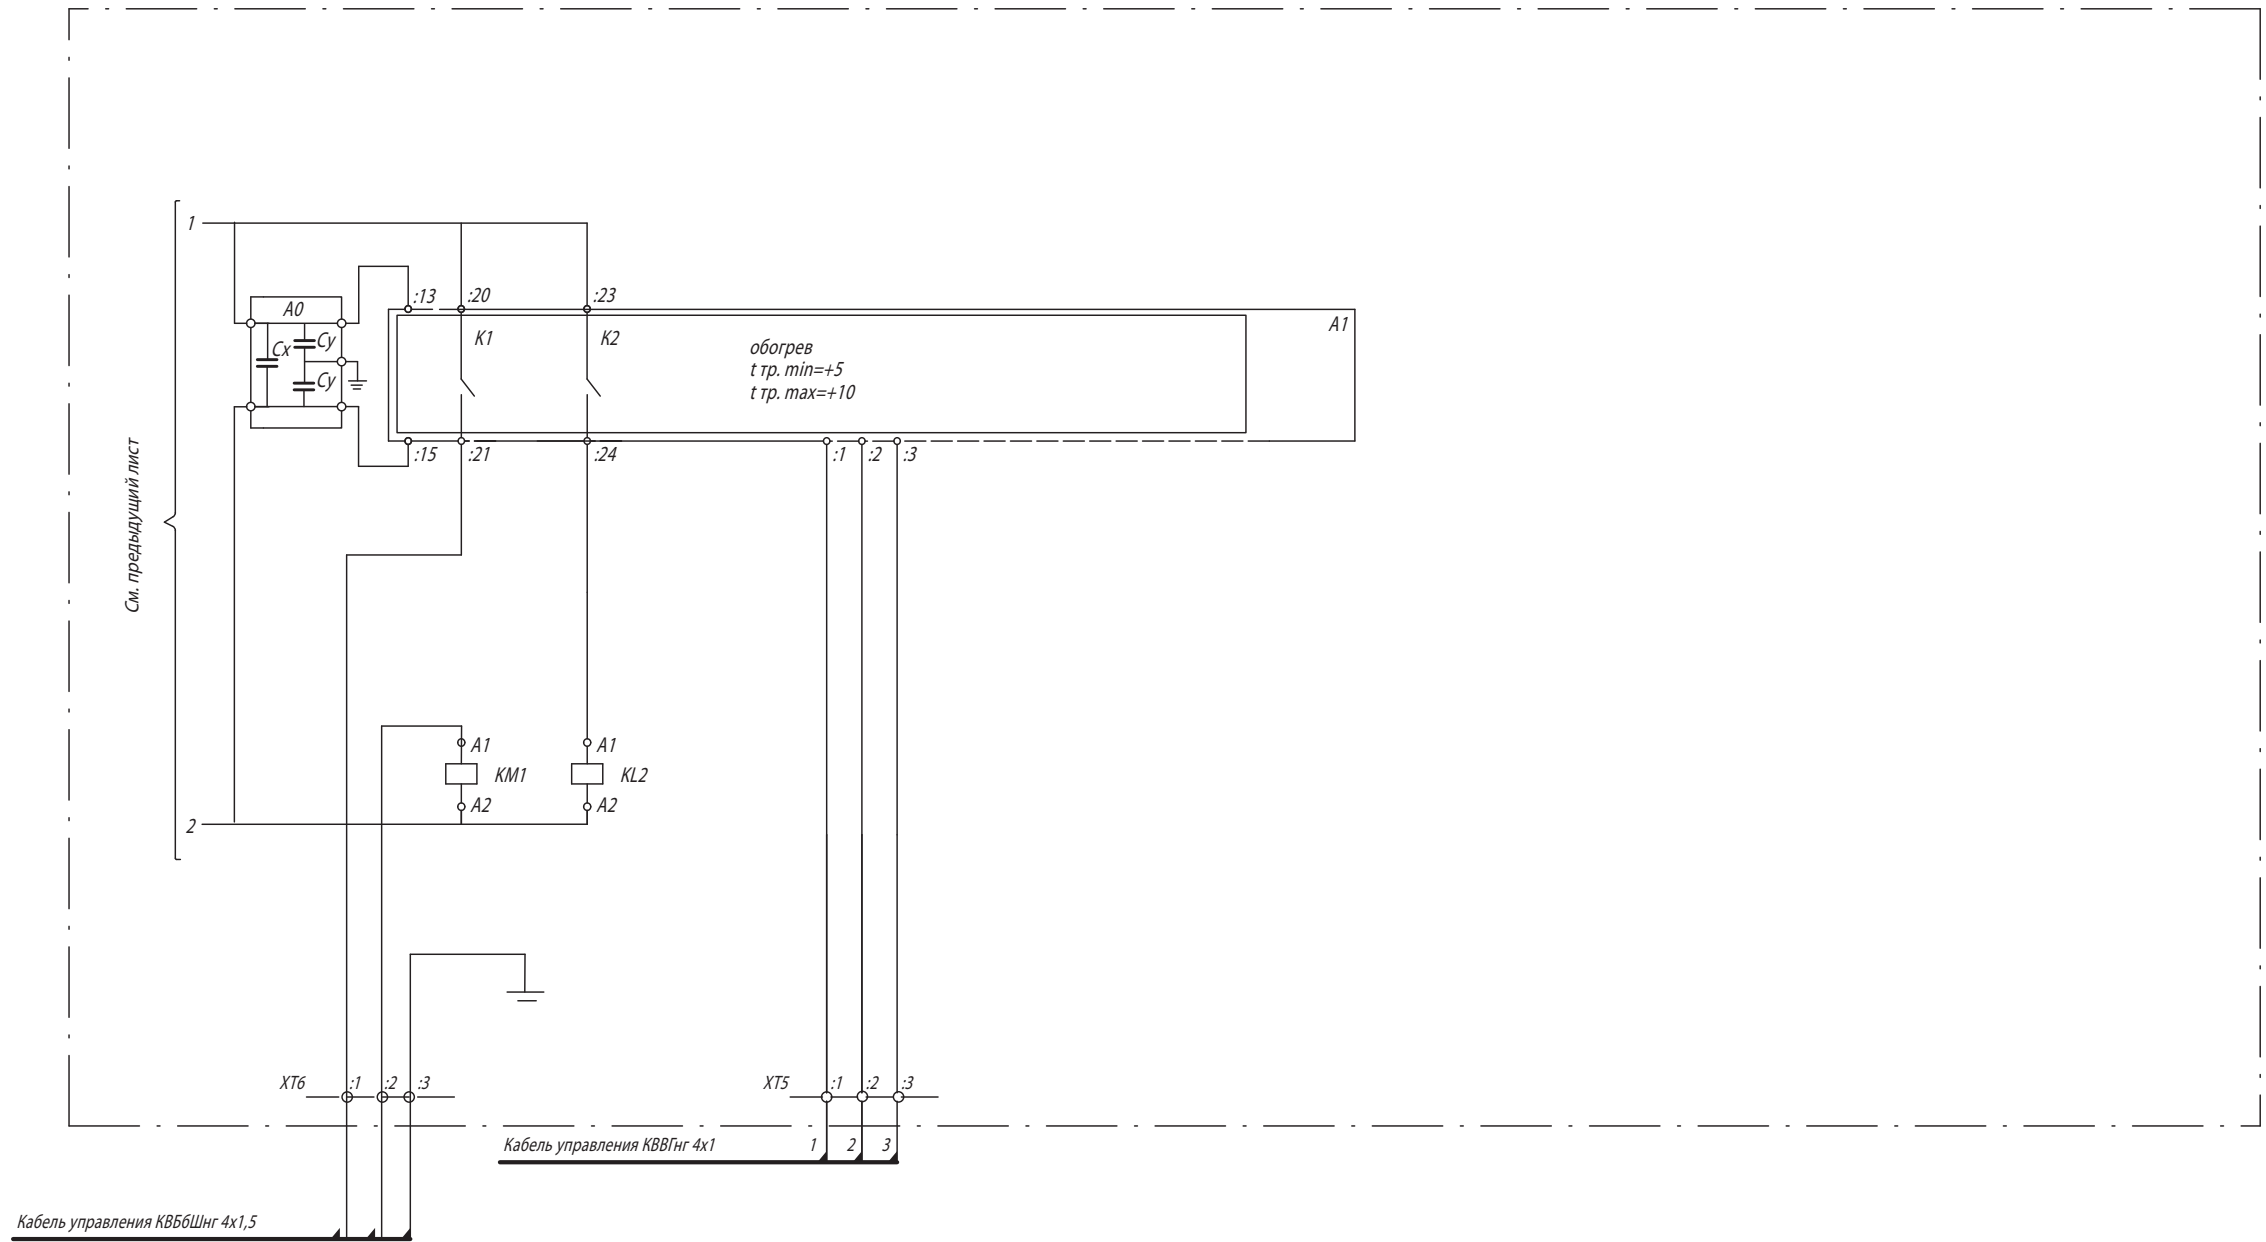 1
:13
:20
:23
A0
A1
Cx
Cy
K1
K2
обогрев
t тр. min=+5
t тр. max=+10
Cy
:15
:21
:24
:1
:2
:3
См. предыдущий лист
A1
A1
KM1
KL2
A2
A2
2
XT6
:1
:2
:3
XT5
:1
:2
:3
Кабель управления КВВГнг 4х1
1
2
3
Кабель управления КВБбШнг 4х1,5